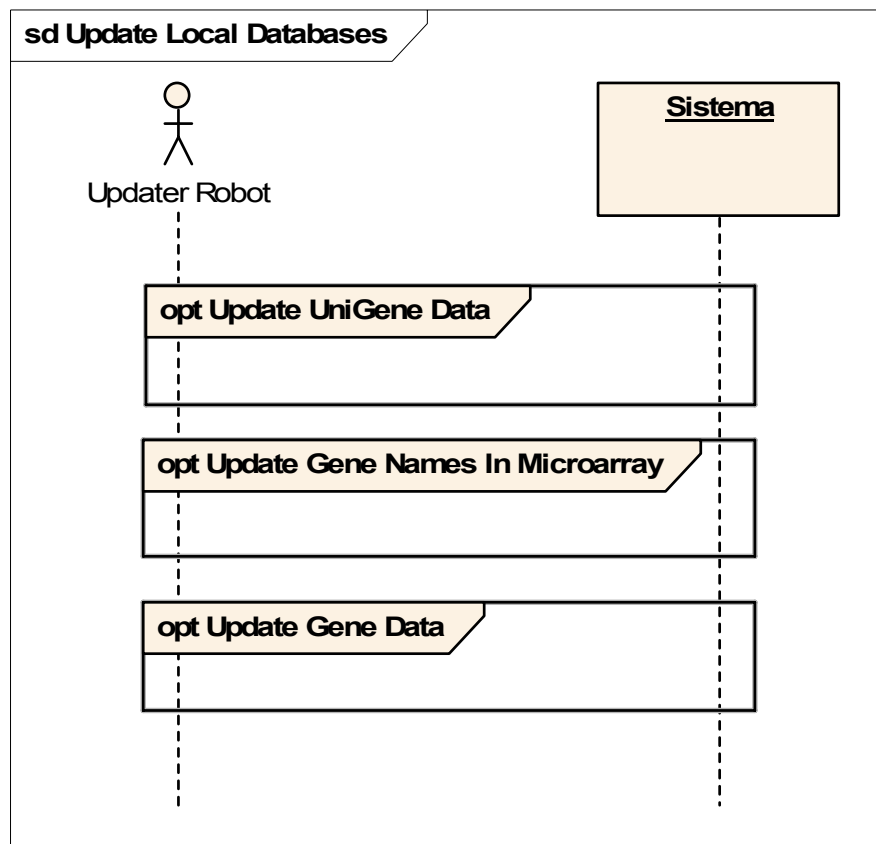 sd Update Local Databases
Updater Robot
Sistema
opt Update UniGene Data
opt Update Gene Names In Microarray
opt Update Gene Data